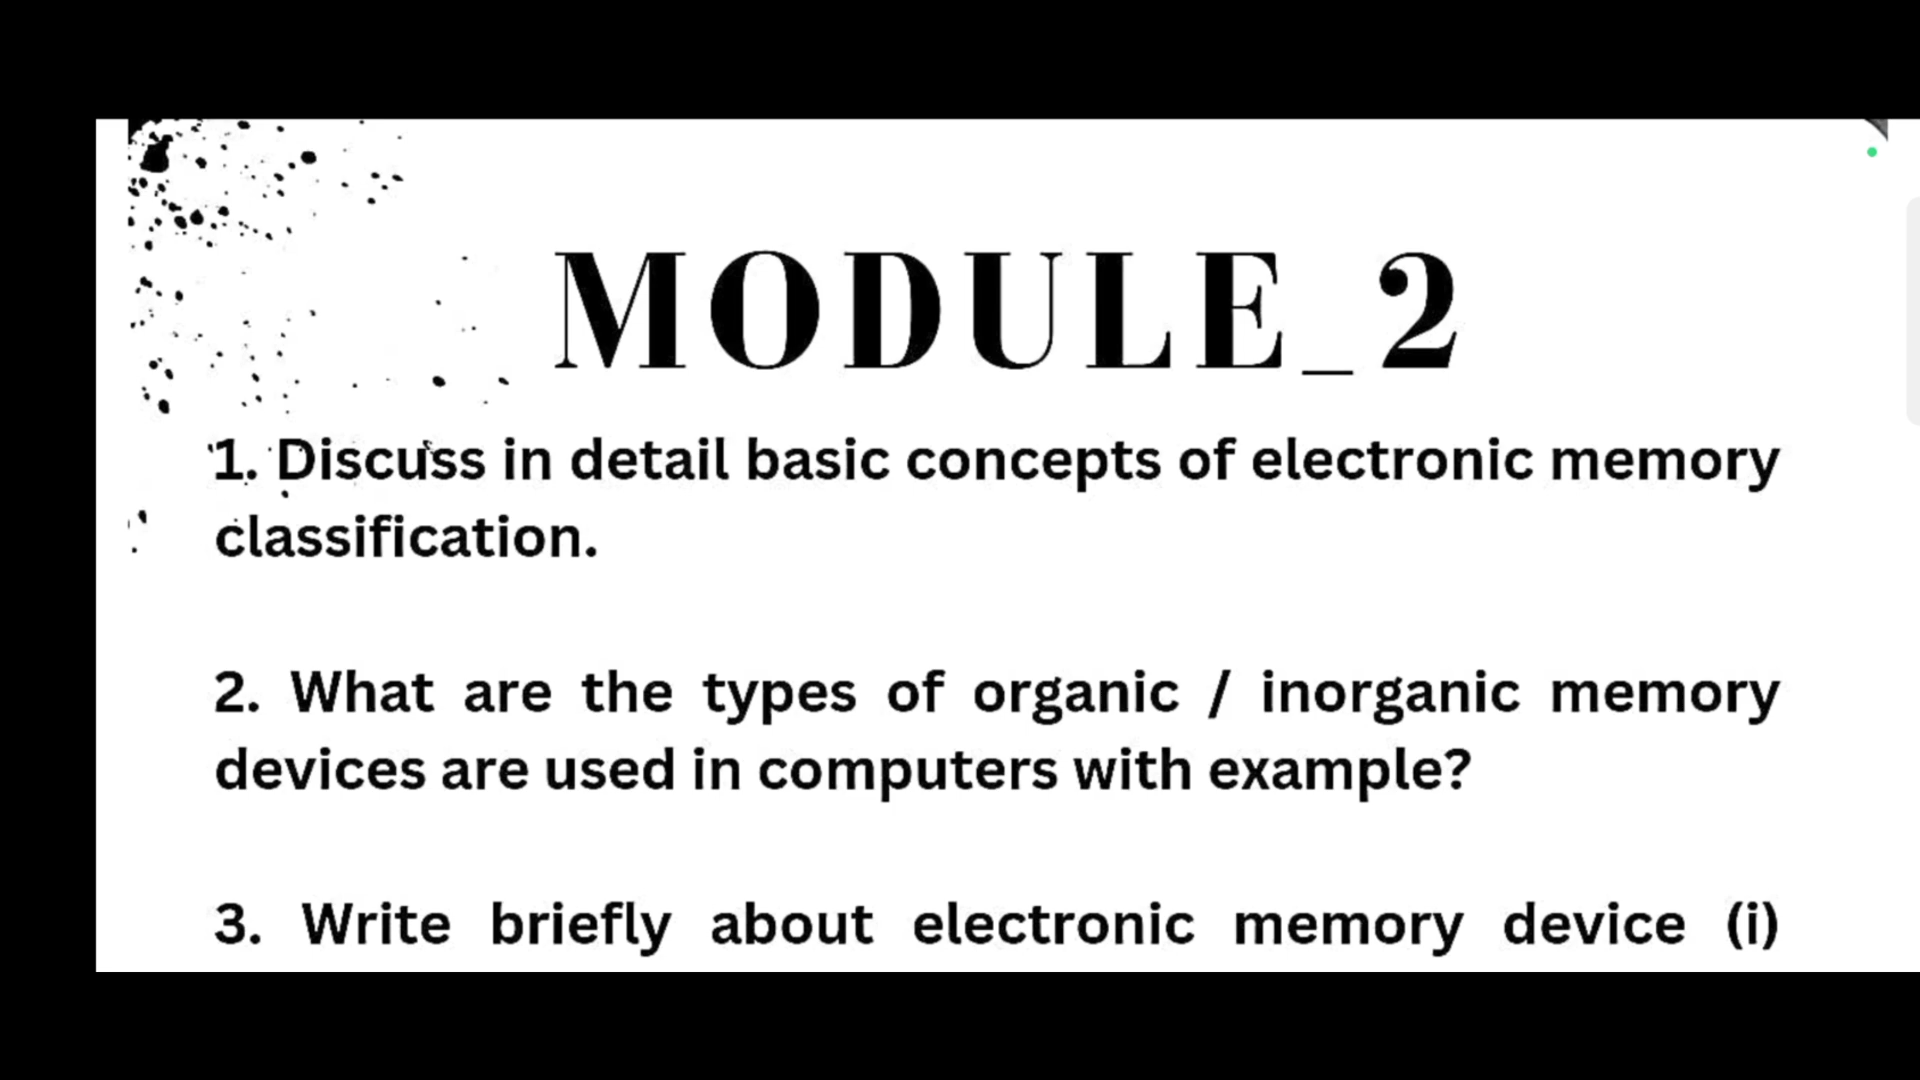 MODULE_2
1. Discuss in detail basic concepts of electronic memory
classification.
2. What are the types of organic / inorganic memory
devices are used in computers with example?
3. Write briefly about electronic memory device (i)